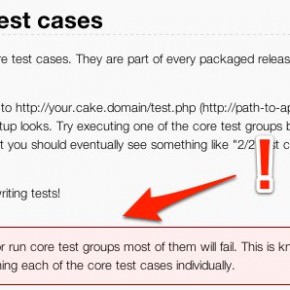 est cases
re test cases. They are part of every packaged releas
to http://your.cake.domain/test.php (http://path-to-ap
tup looks. Try executing one of the core test groups b
t you should eventually see something like "2/2 st c
riting tests!
!
or run core test groups most of them will fail. This is kn
ning each of the core test cases individually.